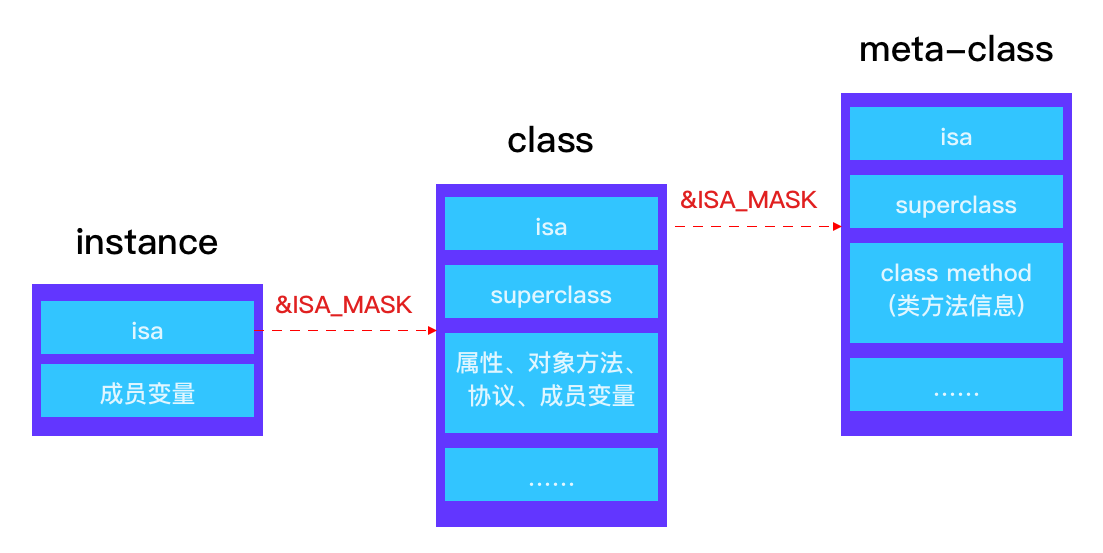 instance
isa
成员变量
&ISA_MASK
class
isa
superclass
属性、对象方法、
协议、成员变量
......
&ISA_MASK
meta-class
isa
superclass
class method
（类方法信息）
......